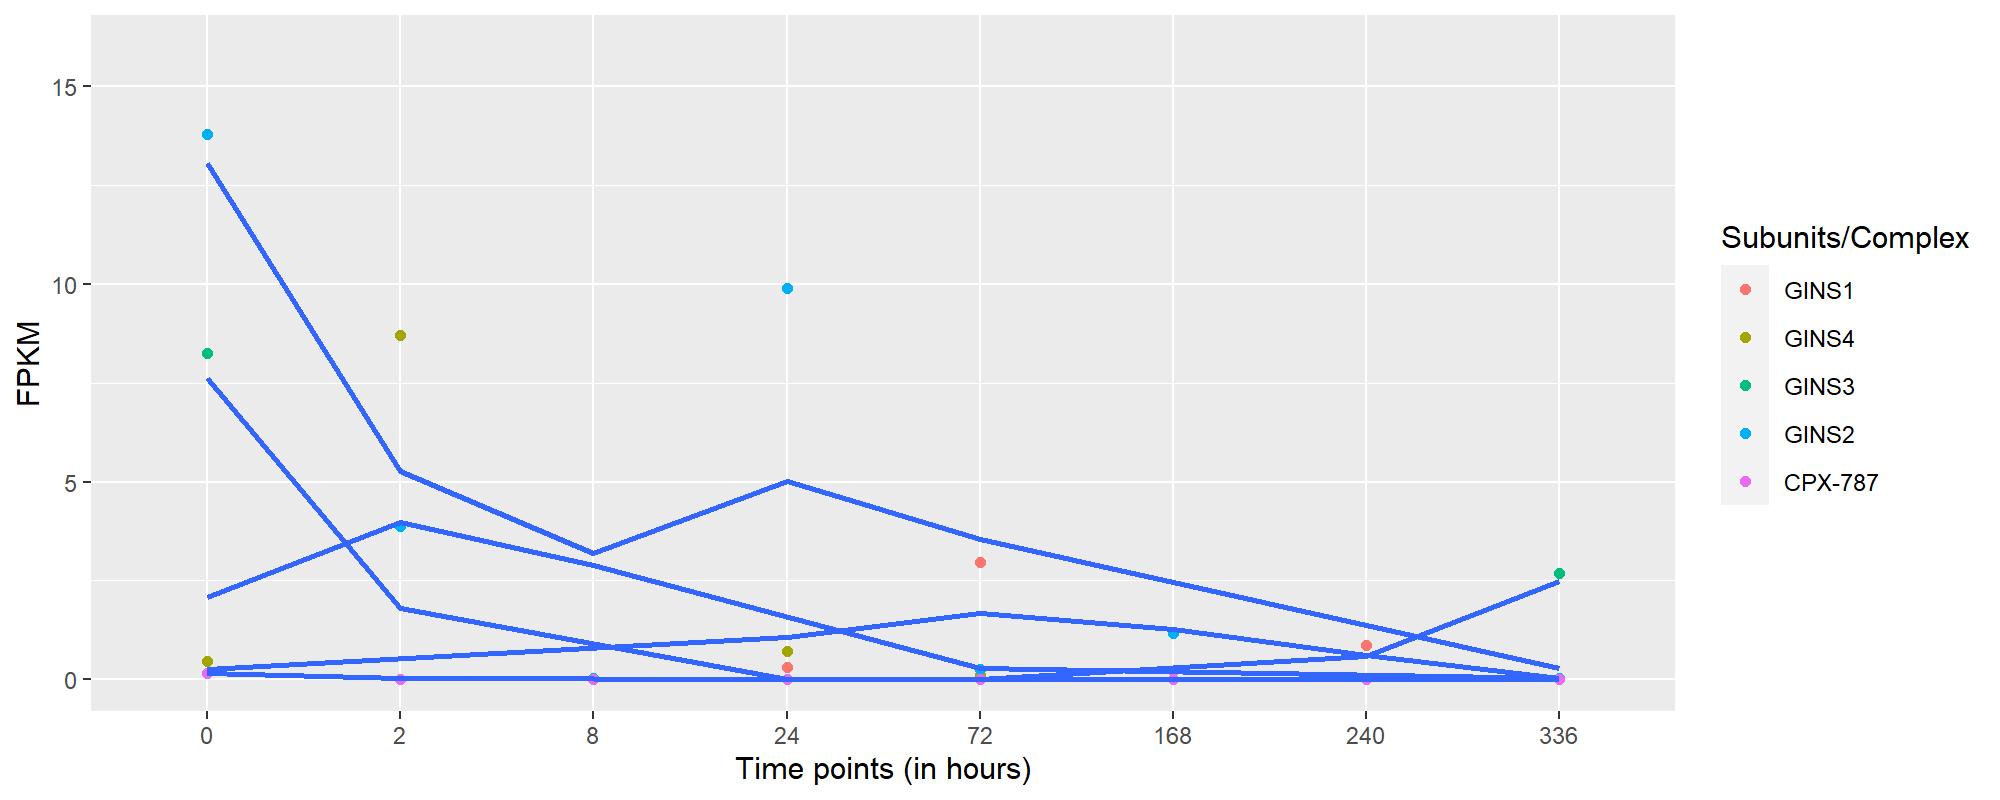 15
10
5
0
FPKM
0 2 8 24 72 168 240 336
Time points (in hours)
Subunits/Complex
GINS1
GINS4
GINS3
GINS2
CPX-787